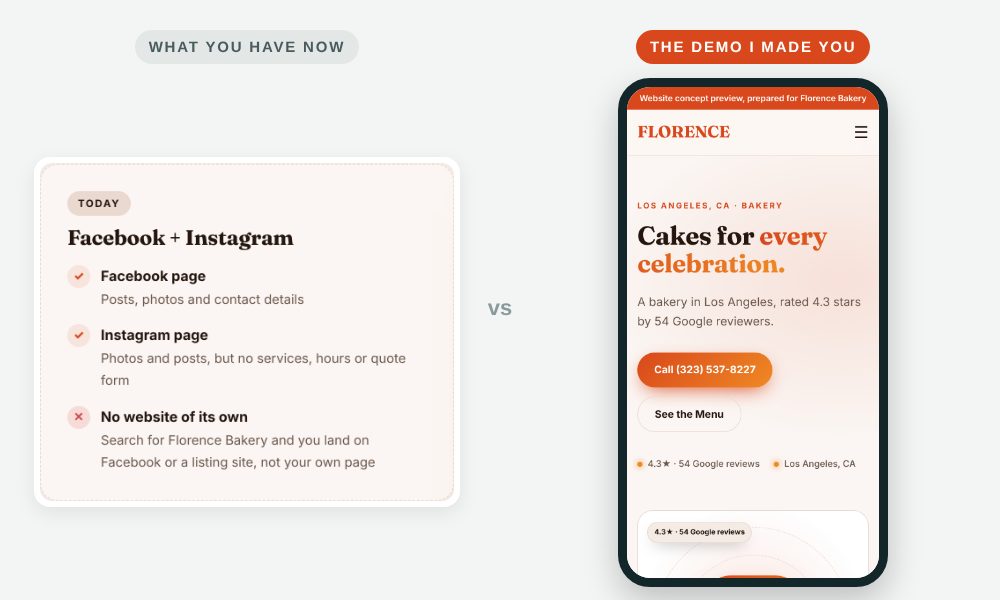 WHAT YOU HAVE NOW
TODAY
Facebook + Instagram
Facebook page
Posts, photos and contact details
Instagram page
Photos and posts, but no services, hours or quote
form
No website of its own
Search for Florence Bakery and you land on
Facebook or a listing site, not your own page
vs
THE DEMO I MADE YOU
Website concept preview, prepared for Florence Bakery
FLORENCE
LOS ANGELES, CA · BAKERY
Cakes for every
celebration.
A bakery in Los Angeles, rated 4.3 stars
by 54 Google reviewers.
Call (323) 537-8227
See the Menu
4.3★ · 54 Google reviews
Los Angeles, CA
4.3★ · 54 Google reviews